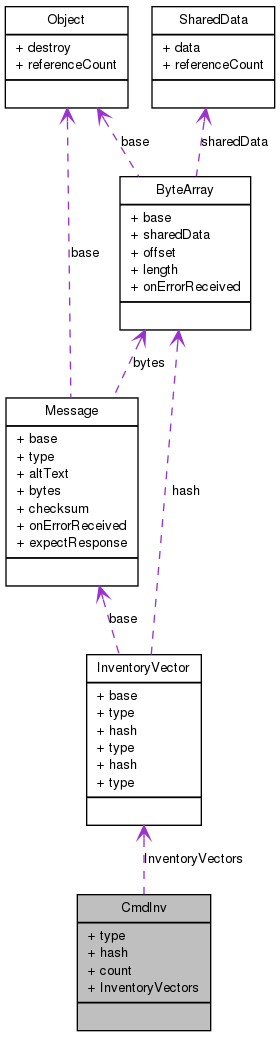 Object
+ destroy
+ referenceCount
SharedData
+ data
+ referenceCount
base
sharedData
ByteArray
+ base
+ sharedData
+ offset
+ length
+ onErrorReceived
base
bytes
Message
+ base
+ type
+ altText
+ bytes
+ checksum
+ onErrorReceived
+ expectResponse
hash
base
InventoryVector
+ base
+ type
+ hash
+ type
+ hash
+ type
InventoryVectors
CmdInv
+ type
+ hash
+ count
+ InventoryVectors